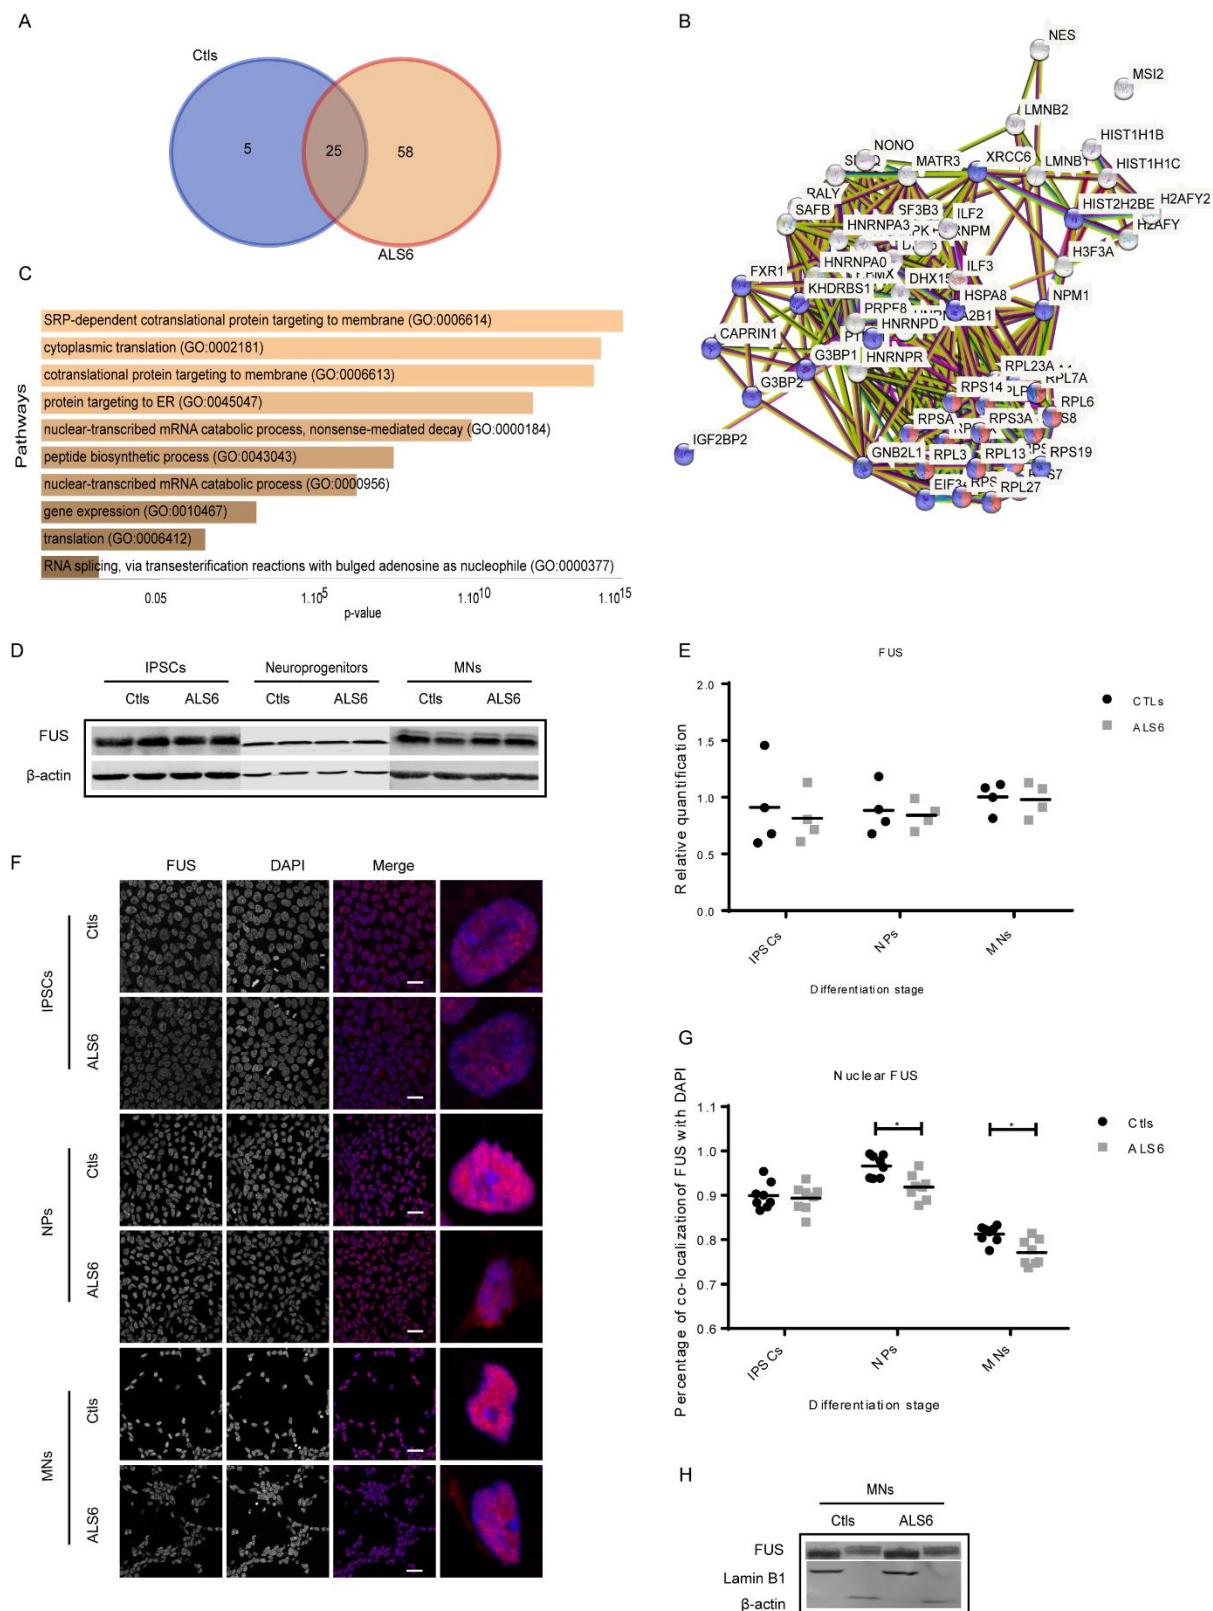 A
Ctls
5
25
58
ALS6
B
NES
MSI2
LMNB2
HIST1H1B
NONO
XRCC6
MATR3
LMNB1
HIST1H1C
RALY
HIST2H2BE
H2AFY2
SAFB
SF3B3
ILF2
H2AFY
HNRNPA3
H3F3A
HNRNPA0
ILF3
FXR1
DHX15
KHDRBS1
HSPA8
NPM1
PRPF8
CAPRIN1
HNRNPD
G3BP1
HNRNPR
RPL23A
RPL7A
G3BP2
RPS14
RPL6
RPSA
RPS3A
IGF2BP2
RPL3
RPL13
RPS19
GNB2L1
RPL27
C
SRP-dependent cotranslational protein targeting to membrane (GO:0006614)
cytoplasmic translation (GO:0002181)
cotranslational protein targeting to membrane (GO:0006613)
protein targeting to ER (GO:0045047)
nuclear-transcribed mRNA catabolic process, nonsense-mediated decay (GO:0000184)
peptide biosynthetic process (GO:0043043)
nuclear-transcribed mRNA catabolic process (GO:0000956)
gene expression (GO:0010467)
translation (GO:0006412)
RNA splicing, via transesterification reactions with bulged adenosine as nucleophile (GO:0000377)
Pathways
0.05
1.10⁵
1.10¹⁰
1.10¹⁵
p-value
D
IPSCs
Neuroprogenitors
MNs
Ctls
ALS6
Ctls
ALS6
Ctls
ALS6
FUS
β-actin
E
FUS
2.0
1.5
1.0
0.5
0.0
Relative quantification
IPSCs
NPs
MNs
Differentiation stage
CTLs
ALS6
F
FUS
DAPI
Merge
IPSCs
Ctls
ALS6
NPs
Ctls
ALS6
MNs
Ctls
ALS6
G
Nuclear FUS
1.1
1.0
0.9
0.8
0.7
0.6
Percentage of co-localization of FUS with DAPI
*
*
IPSCs
NPs
MNs
Differentiation stage
Ctls
ALS6
H
MNs
Ctls
ALS6
FUS
Lamin B1
β-actin